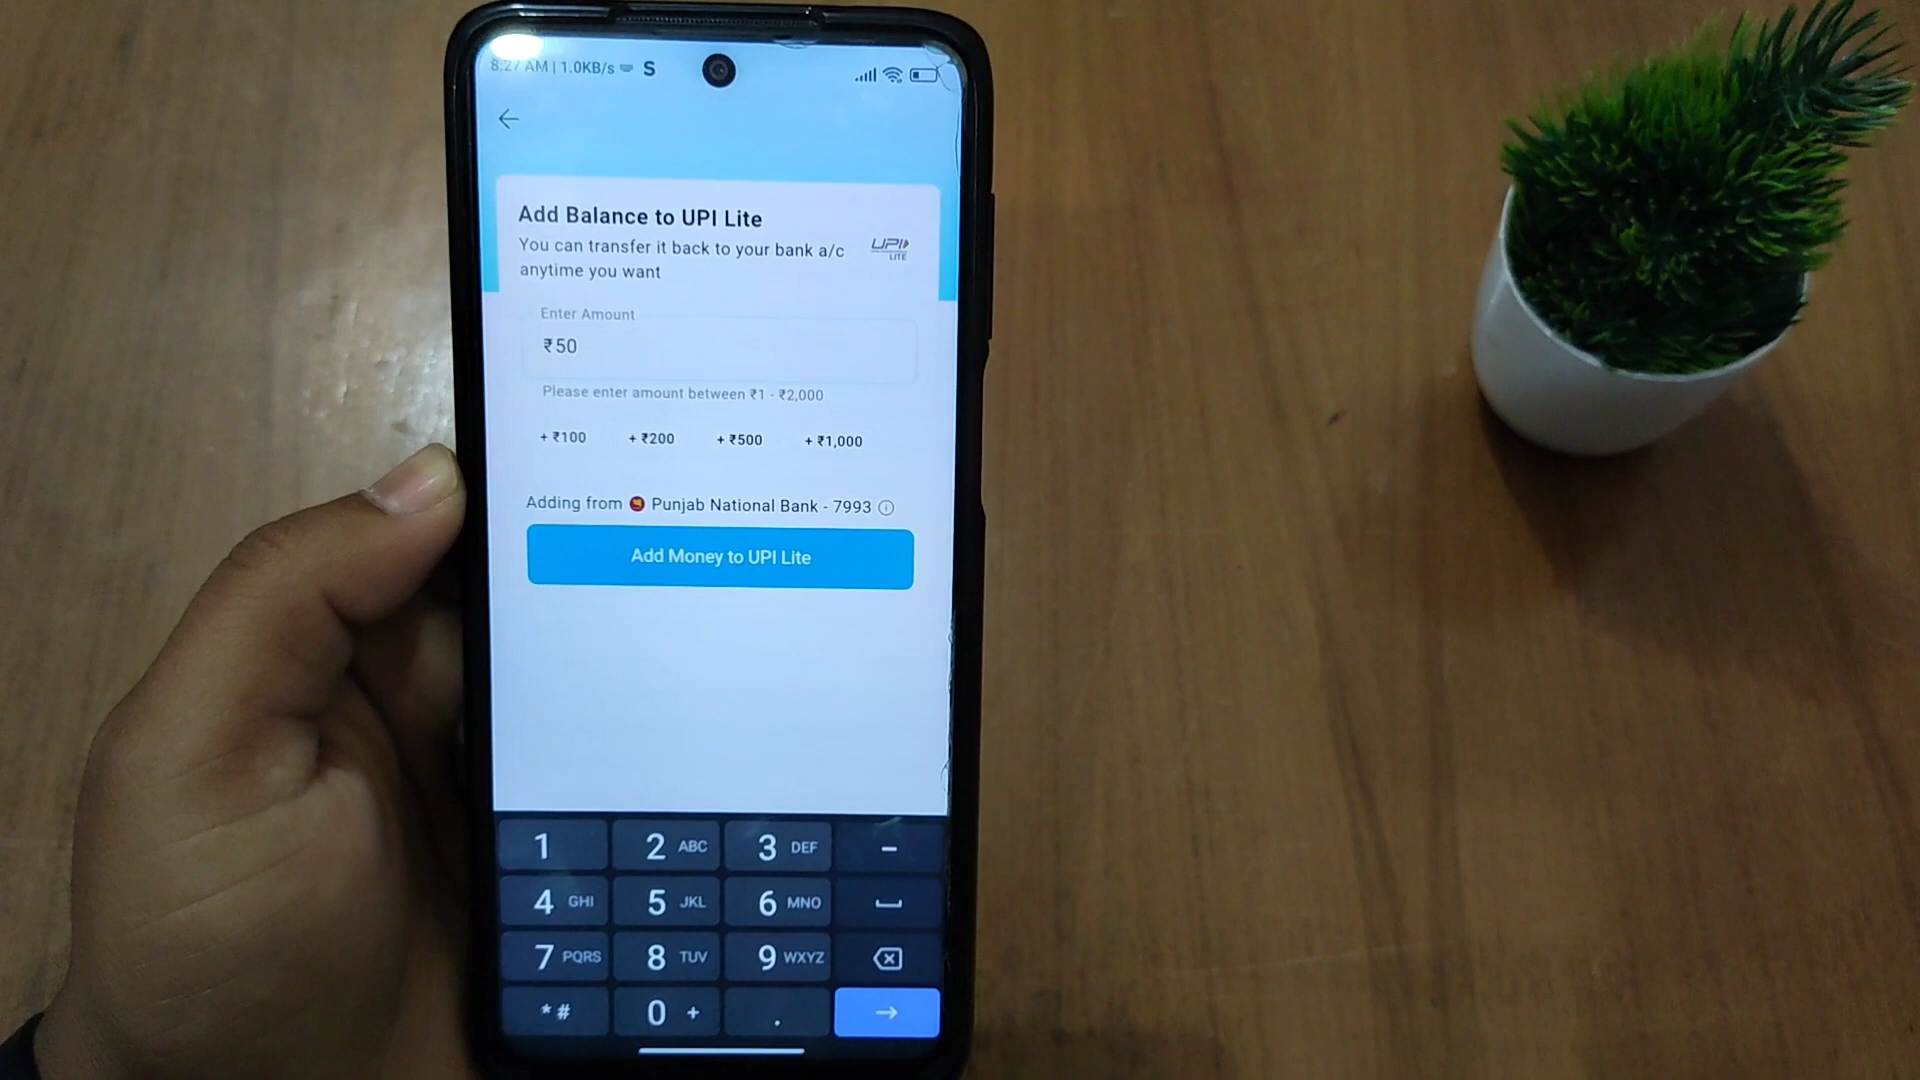 8:27 AM | 1.0KB/s S
Add Balance to UPI Lite
You can transfer it back to your bank a/c
anytime you want
UPI
LITE
Enter Amount
₹50
Please enter amount between ₹1 - ₹2,000
+ ₹100 + ₹200 + ₹500 + ₹1,000
Adding from Punjab National Bank - 7993
Add Money to UPI Lite
1 2 ABC 3 DEF -
4 GHI 5 JKL 6 MNO
7 PQRS 8 TUV 9 WXYZ
* # 0 + .